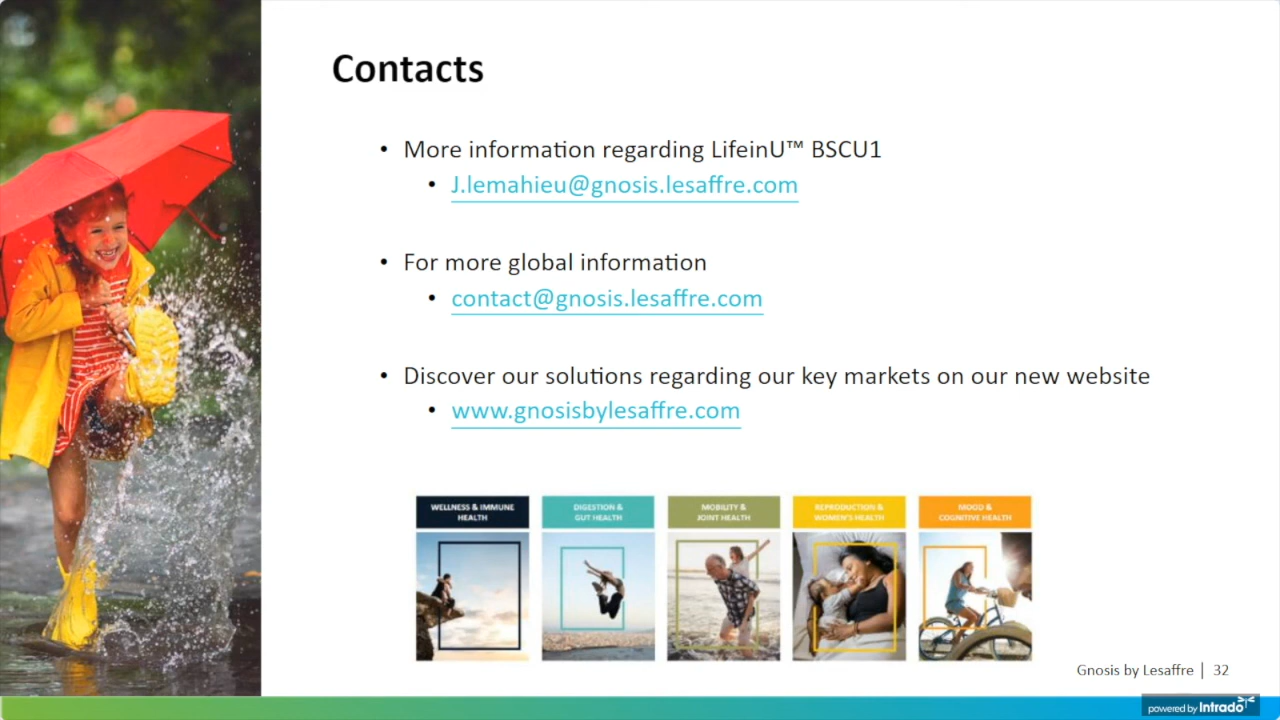 Contacts
• More information regarding LifeinU™ BSCU1
• J.lemahieu@gnosis.lesaffre.com
• For more global information
• contact@gnosis.lesaffre.com
• Discover our solutions regarding our key markets on our new website
• www.gnosisbylesaffre.com
WELLNESS & IMMUNE
HEALTH
DIGESTION &
GUT HEALTH
MOBILITY &
JOINT HEALTH
REPRODUCTION &
WOMEN'S HEALTH
MOOD &
COGNITIVE HEALTH
Gnosis by Lesaffre | 32
powered by Intrado